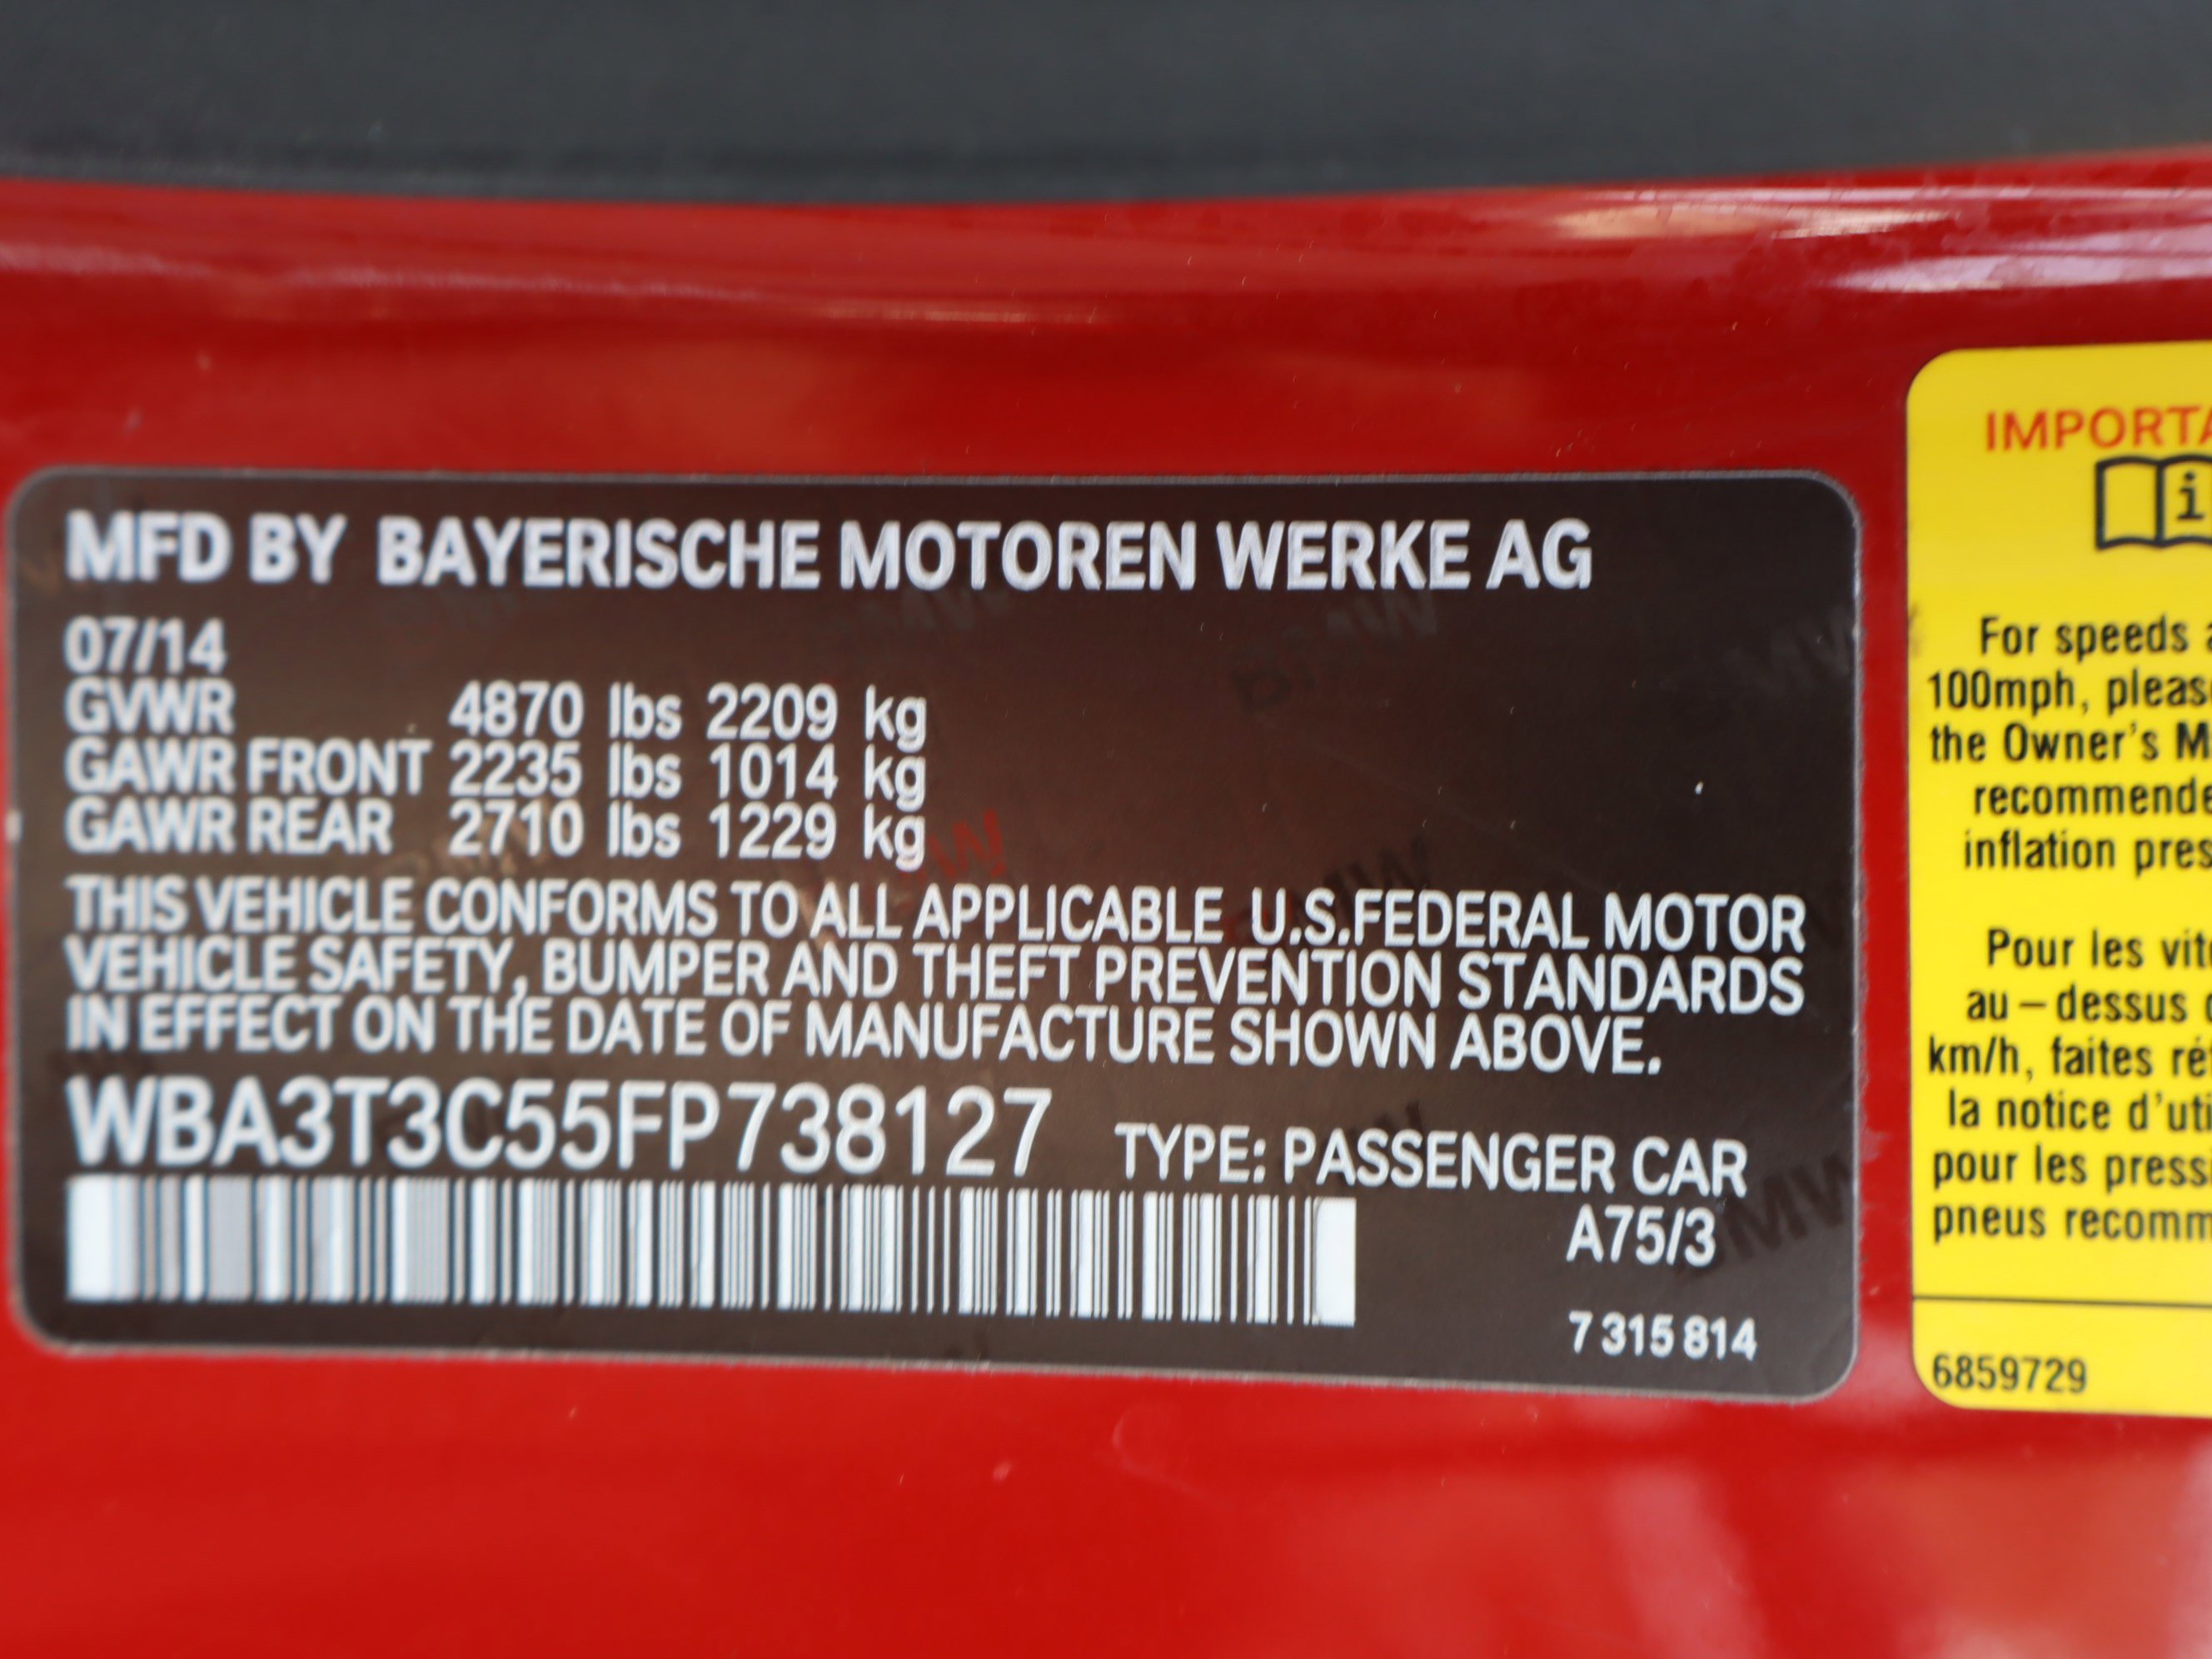 MFD BY BAYERISCHE MOTOREN WERKE AG
07/14
GVWR 4870 lbs 2209 kg
GAWR FRONT 2235 lbs 1014 kg
GAWR REAR 2710 lbs 1229 kg
THIS VEHICLE CONFORMS TO ALL APPLICABLE U.S.FEDERAL MOTOR
VEHICLE SAFETY, BUMPER AND THEFT PREVENTION STANDARDS
IN EFFECT ON THE DATE OF MANUFACTURE SHOWN ABOVE.
WBA3T3C55FP738127 TYPE: PASSENGER CAR
A75/3
7 315 814
IMPORTA
i
For speeds a
100mph, please
the Owner's M
recommende
inflation pres
Pour les vit
au – dessus d
km/h, faites ré
la notice d'uti
pour les pressi
pneus recomm
6859729